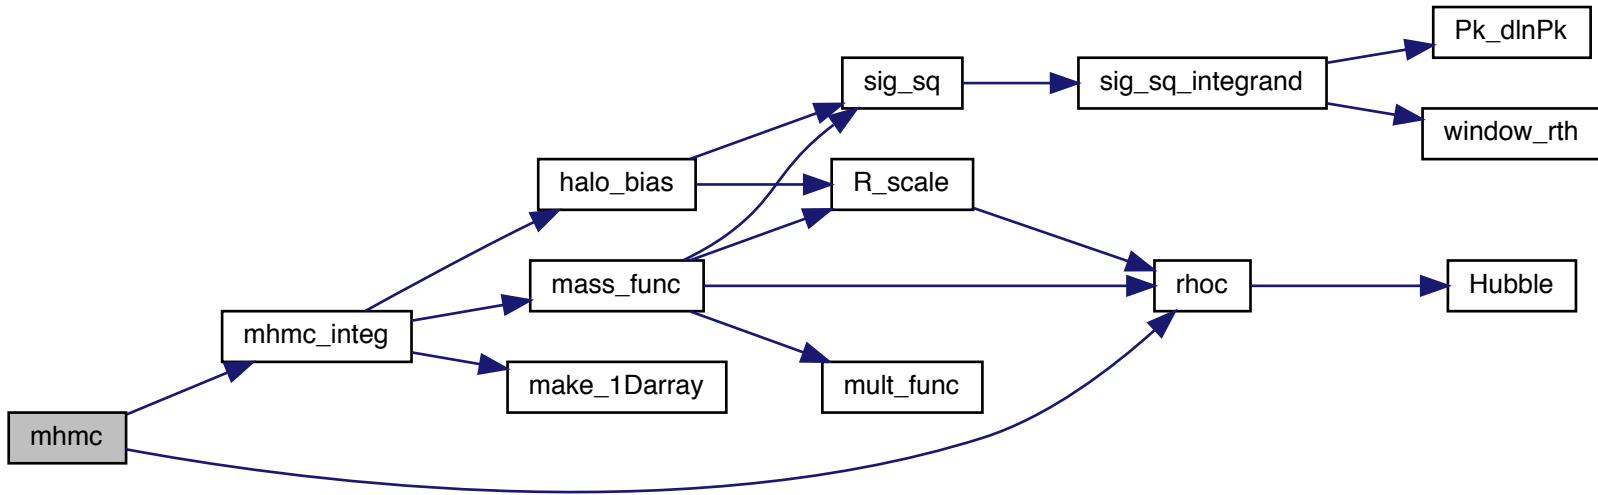 Pk_dlnPk
sig_sq
sig_sq_integrand
window_rth
halo_bias
R_scale
mass_func
rhoc
Hubble
mhmc_integ
make_1Darray
mult_func
mhmc